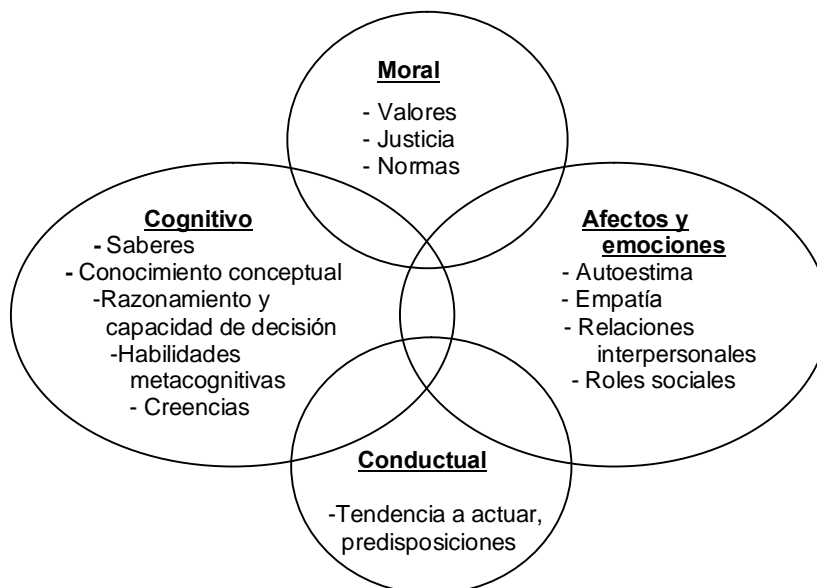 Moral
- Valores
- Justicia
- Normas
Cognitivo
- Saberes
- Conocimiento conceptual
-Razonamiento y
capacidad de decisión
-Habilidades
metacognitivas
- Creencias
Afectos y
emociones
- Autoestima
- Empatía
- Relaciones
interpersonales
- Roles sociales
Conductual
-Tendencia a actuar,
predisposiciones